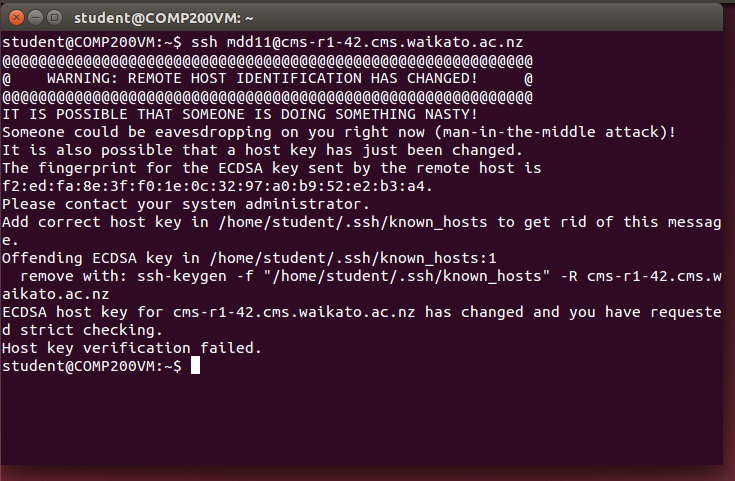 student@COMP200VM: ~
student@COMP200VM:~$ ssh mdd11@cms-r1-42.cms.waikato.ac.nz
@@@@@@@@@@@@@@@@@@@@@@@@@@@@@@@@@@@@@@@@@@@@@@@@@@@@@@@@@@@
@    WARNING: REMOTE HOST IDENTIFICATION HAS CHANGED!     @
@@@@@@@@@@@@@@@@@@@@@@@@@@@@@@@@@@@@@@@@@@@@@@@@@@@@@@@@@@@
IT IS POSSIBLE THAT SOMEONE IS DOING SOMETHING NASTY!
Someone could be eavesdropping on you right now (man-in-the-middle attack)!
It is also possible that a host key has just been changed.
The fingerprint for the ECDSA key sent by the remote host is
f2:ed:fa:8e:3f:f0:1e:0c:32:97:a0:b9:52:e2:b3:a4.
Please contact your system administrator.
Add correct host key in /home/student/.ssh/known_hosts to get rid of this messag
e.
Offending ECDSA key in /home/student/.ssh/known_hosts:1
  remove with: ssh-keygen -f "/home/student/.ssh/known_hosts" -R cms-r1-42.cms.w
aikato.ac.nz
ECDSA host key for cms-r1-42.cms.waikato.ac.nz has changed and you have requeste
d strict checking.
Host key verification failed.
student@COMP200VM:~$